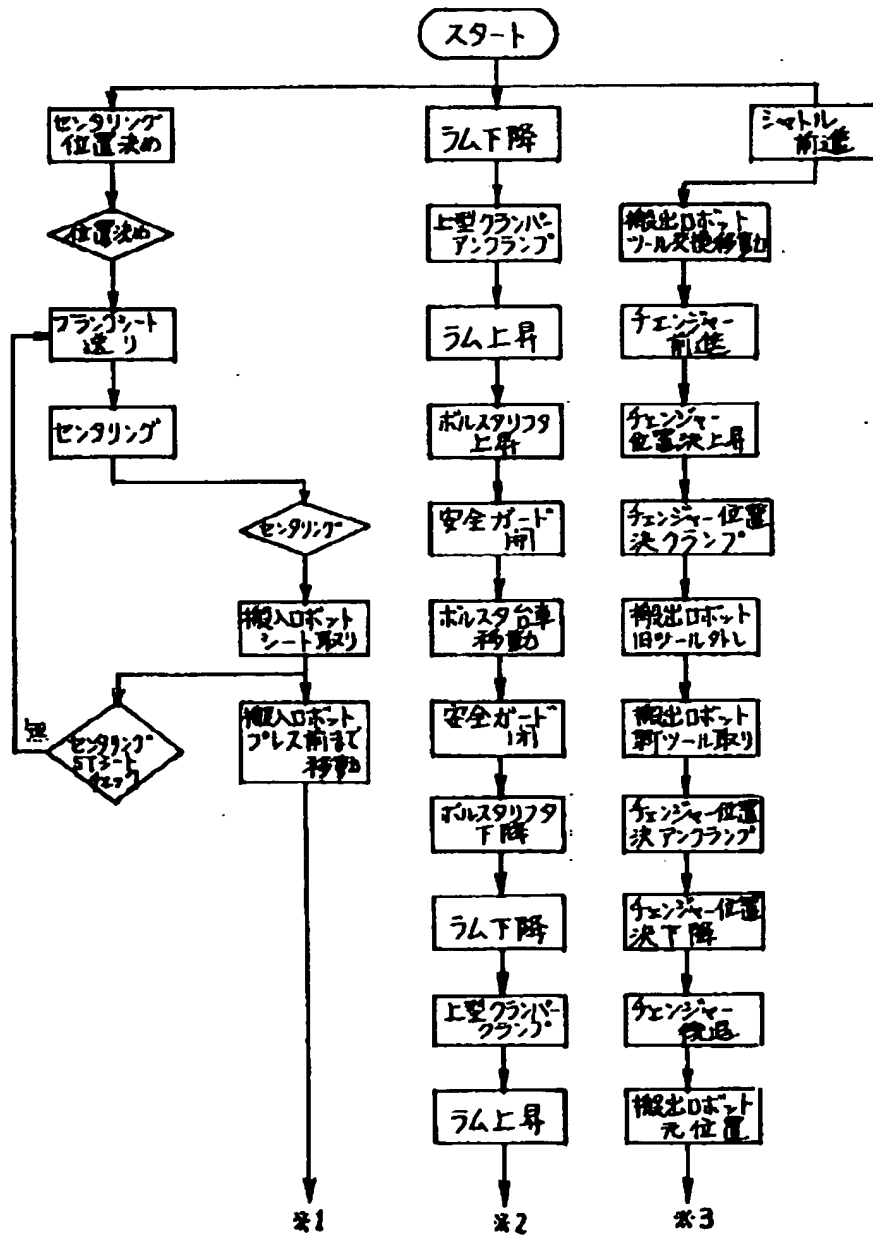 スタート
センタリング
位置決め
位置決め
ブランクシート
送り
センタリング
センタリング
搬入ロボット
シート取り
搬入ロボット
プレス前まで
移動
無
センタリング
STシート
チェック
※1
ラム下降
上型クランパー
アンクランプ
ラム上昇
ボルスタリフタ
上昇
安全ガード
開
ボルスタ台車
移動
安全ガード
閉
ボルスタリフタ
下降
ラム下降
上型クランパー
クランプ
ラム上昇
※2
シャトル
前進
搬出ロボット
ツール交換移動
チェンジャー
前進
チェンジャー
位置決上昇
チェンジャー位置
決クランプ
搬出ロボット
旧ツール外し
搬出ロボット
新ツール取り
チェンジャー位置
決アンクランプ
チェンジャー位置
決下降
チェンジャー
後退
搬出ロボット
元位置
※3